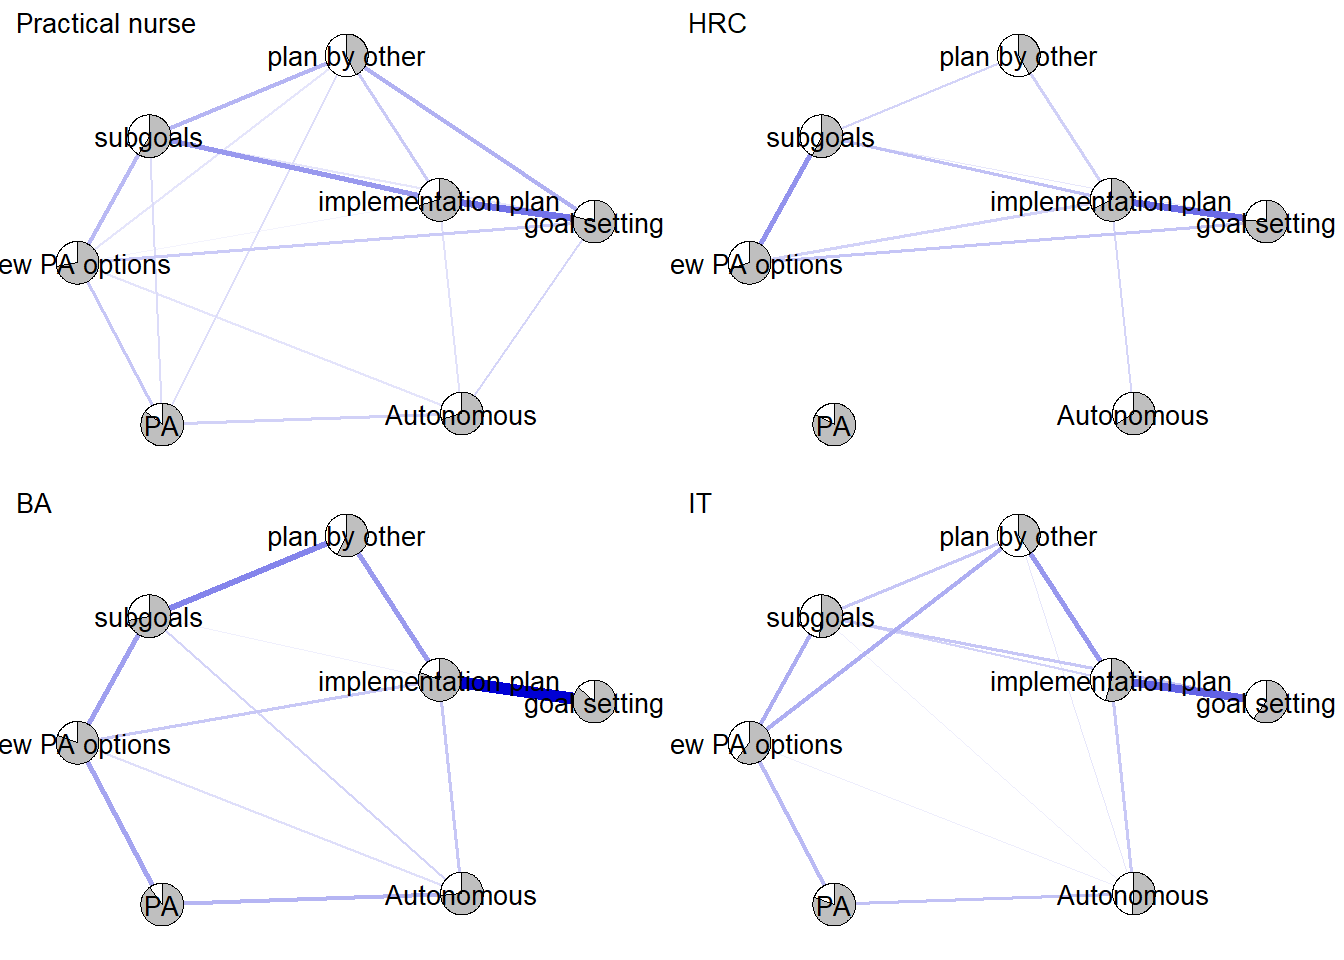 Practical nurse
plan by other
subgoals
implementation plan
goal setting
ew PA options
PA
Autonomous
HRC
plan by other
subgoals
implementation plan
goal setting
ew PA options
PA
Autonomous
BA
plan by other
subgoals
implementation plan
goal setting
ew PA options
PA
Autonomous
IT
plan by other
subgoals
implementation plan
goal setting
ew PA options
PA
Autonomous